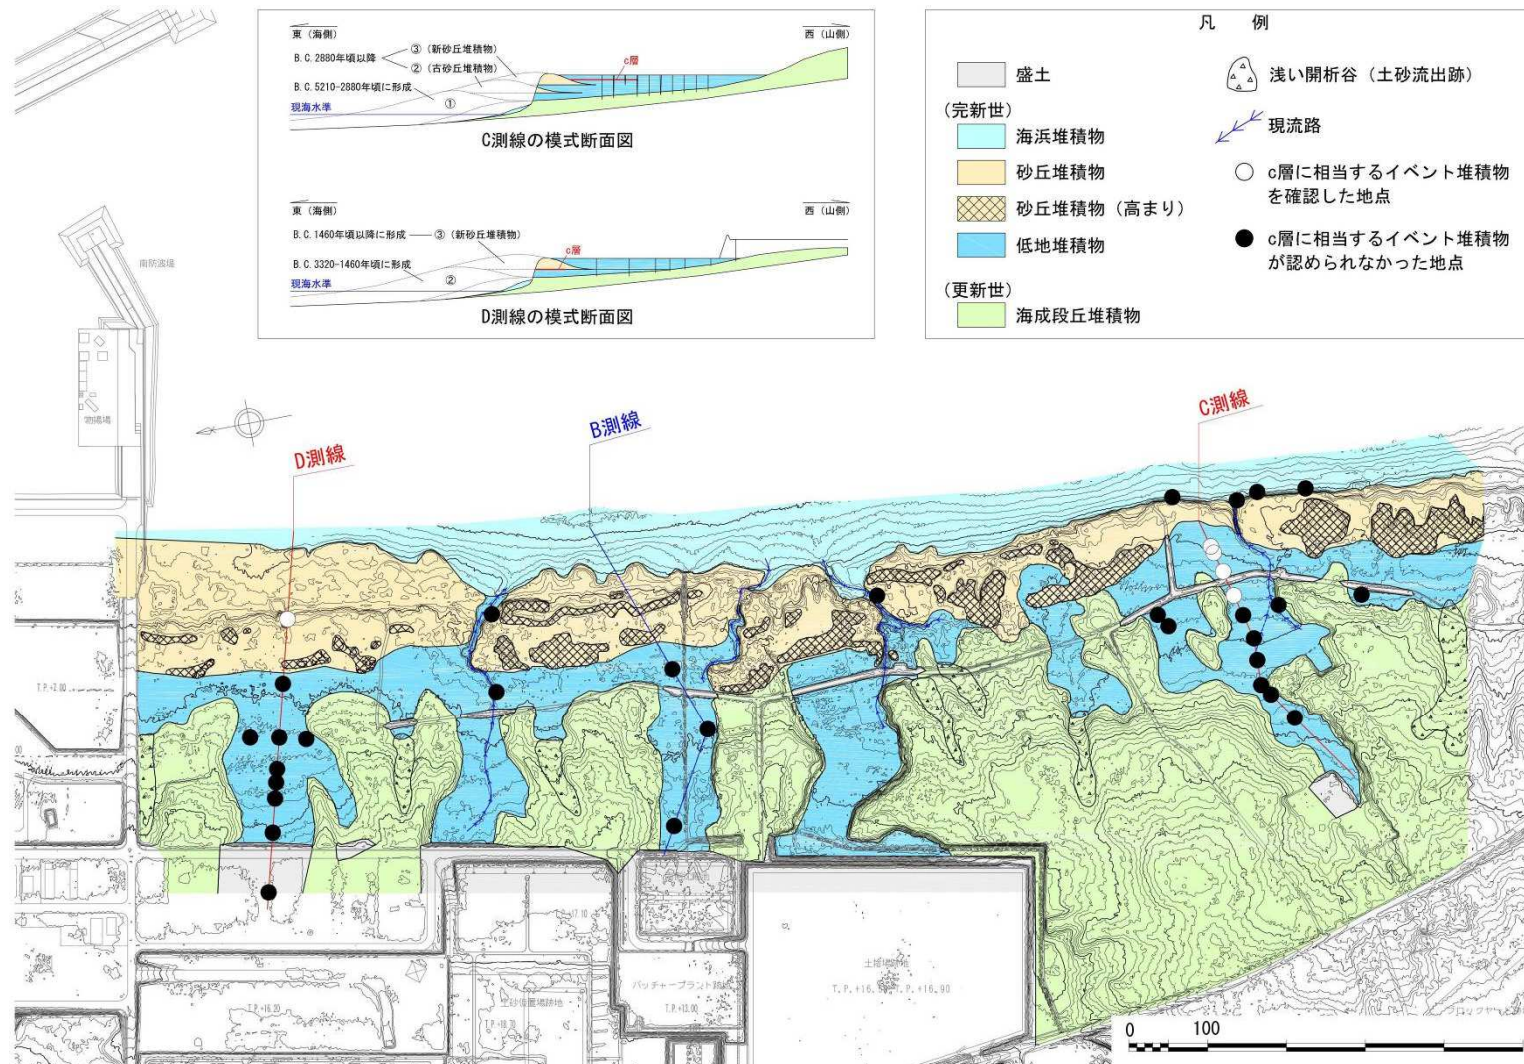 東（海側）
西（山側）
B.C.2880年頃以降
③（新砂丘堆積物）
②（古砂丘堆積物）
c層
B.C.5210-2880年頃に形成
①
現海水準
C測線の模式断面図
東（海側）
西（山側）
B.C.1460年頃以降に形成
③（新砂丘堆積物）
c層
B.C.3320-1460年頃に形成
②
現海水準
D測線の模式断面図
凡　例
盛土
（完新世）
海浜堆積物
砂丘堆積物
砂丘堆積物（高まり）
低地堆積物
（更新世）
海成段丘堆積物
浅い開析谷（土砂流出跡）
現流路
c層に相当するイベント堆積物
を確認した地点
c層に相当するイベント堆積物
が認められなかった地点
南防波堤
物揚場
D測線
B測線
C測線
T.P.+2.80
T.P.+16.20
T.P.+18.70
バッチャープラント跡地
T.P.+13.00
T.P.+16.90
0
100